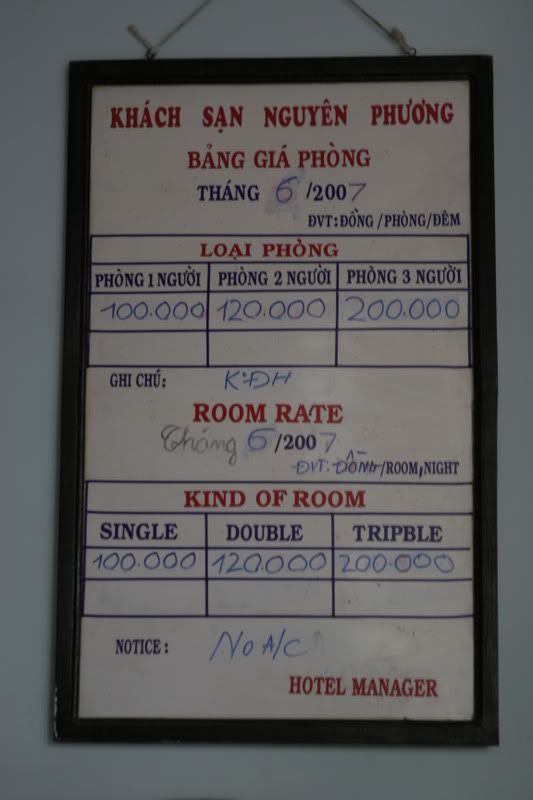 KHÁCH SẠN NGUYÊN PHƯƠNG
BẢNG GIÁ PHÒNG
THÁNG 6/2007
ĐVT: ĐỒNG/PHÒNG/ĐÊM
LOẠI PHÒNG
PHÒNG 1 NGƯỜI PHÒNG 2 NGƯỜI PHÒNG 3 NGƯỜI
100.000 120.000 200.000
GHI CHÚ: K.ĐH
ROOM RATE
Tháng 6/2007
ĐVT: ĐỒNG/ROOM,NIGHT
KIND OF ROOM
SINGLE DOUBLE TRIPBLE
100.000 120.000 200.000
NOTICE: NO A/C
HOTEL MANAGER